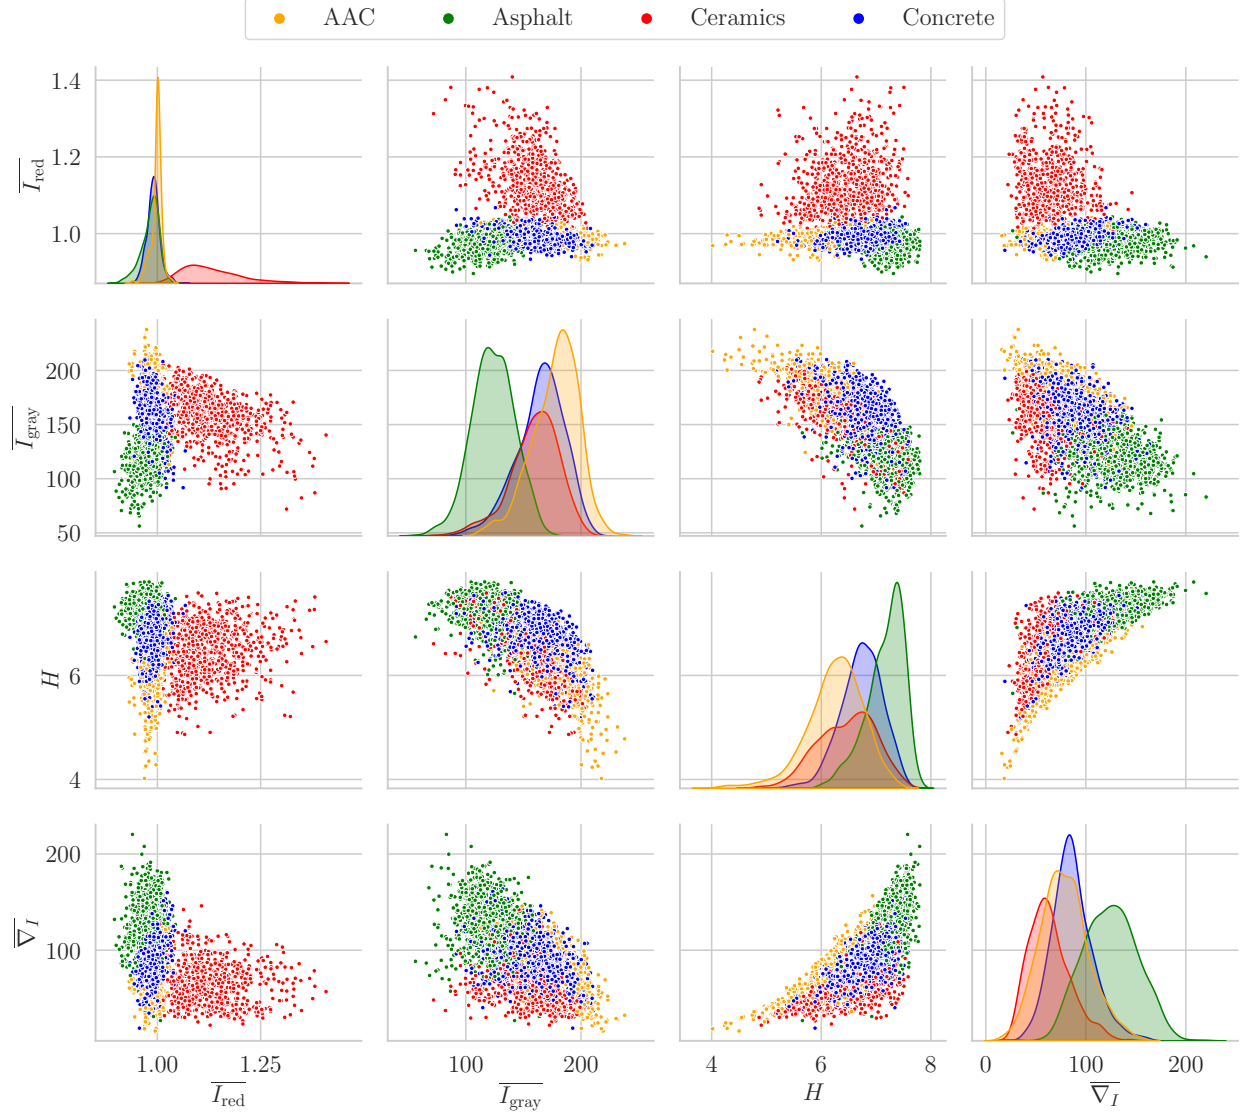 AAC Asphalt Ceramics Concrete
1.4
1.2
1.0
I_red
200
150
100
50
I_gray
6
4
H
200
100
∇_I
1.00 1.25 100 200 4 6 8 0 100 200
I_red I_gray H ∇_I